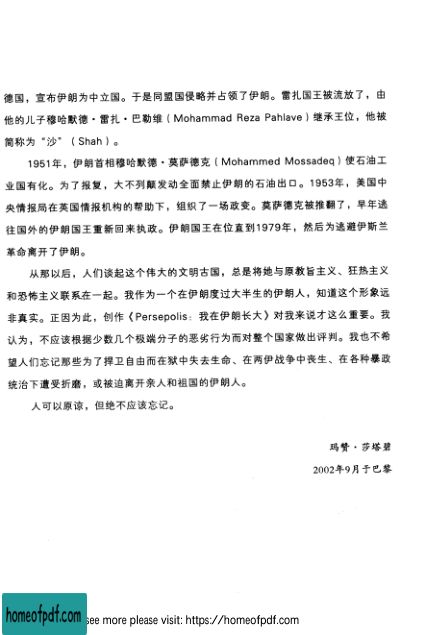 德国，宣布伊朗为中立国。于是同盟国侵略并占领了伊朗。雷扎国王被流放了，由
他的儿子穆哈默德·雷扎·巴勒维（Mohammad Reza Pahlave）继承王位，他被
简称为“沙”（Shah）。
1951年，伊朗首相穆哈默德·莫萨德克（Mohammed Mossadeq）使石油工
业国有化。为了报复，大不列颠发动全面禁止伊朗的石油出口。1953年，美国中
央情报局在英国情报机构的帮助下，组织了一场政变。莫萨德克被推翻了，早年逃
往国外的伊朗国王重新回来执政。伊朗国王在位直到1979年，然后为逃避伊斯兰
革命离开了伊朗。
从那以后，人们谈起这个伟大的文明古国，总是将她与原教旨主义、狂热主义
和恐怖主义联系在一起。我作为一个在伊朗度过大半生的伊朗人，知道这个形象远
非真实。正因为此，创作《Persepolis：我在伊朗长大》对我来说才这么重要。我
认为，不应该根据少数几个极端分子的恶劣行为而对整个国家做出评判。我也不希
望人们忘记那些为了捍卫自由而在狱中失去生命、在两伊战争中丧生、在各种暴政
统治下遭受折磨，或被迫离开亲人和祖国的伊朗人。
人可以原谅，但绝不应该忘记。
玛赞·莎塔碧
2002年9月于巴黎
homeofpdf.com
see more please visit: https://homeofpdf.com